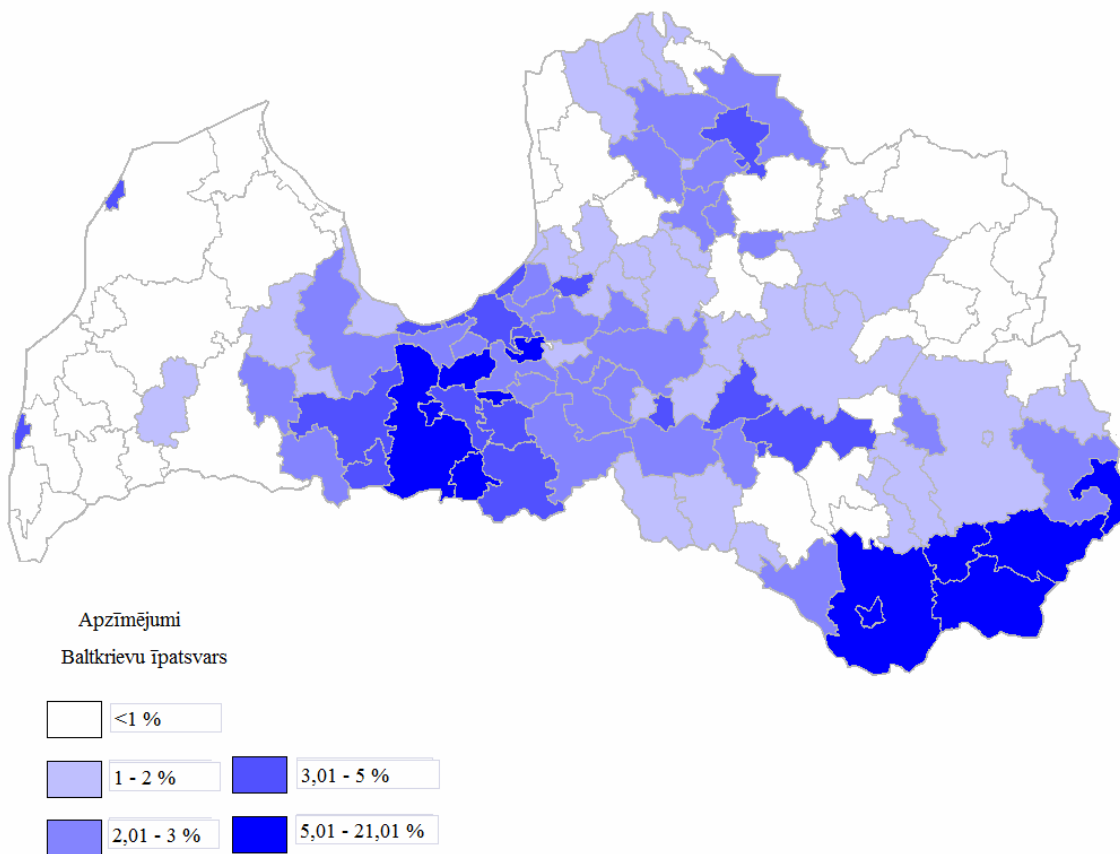 Apzīmējumi
Baltkrievu īpatsvars
<1 %
1 - 2 %
2,01 - 3 %
3,01 - 5 %
5,01 - 21,01 %